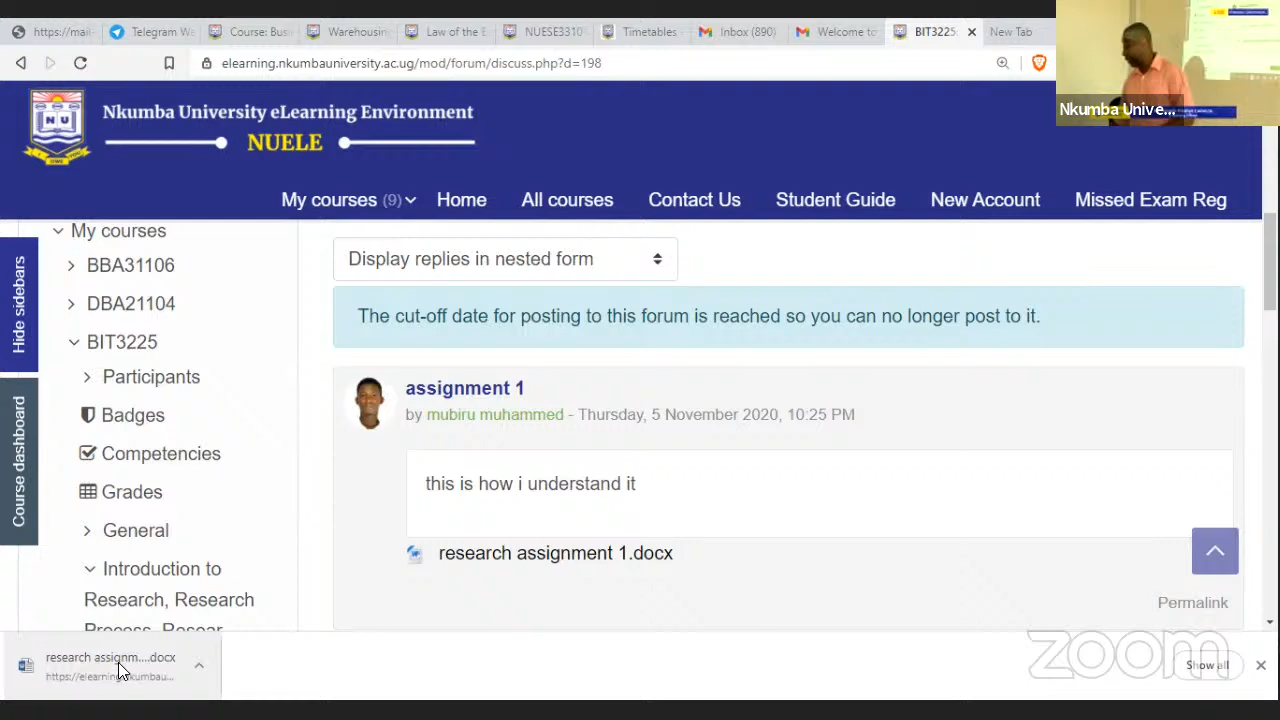 https://mail-
Telegram We
Course: Bus
Warehousin
Law of the E
NUESE3310
Timetables
Inbox (890)
Welcome to
BIT3225:
New Tab
elearning.nkumbauniversity.ac.ug/mod/forum/discuss.php?d=198
Nkumba Unive...
Nkumba University eLearning Environment
NUELE
My courses (9)
Home
All courses
Contact Us
Student Guide
New Account
Missed Exam Reg
Hide sidebars
Course dashboard
My courses
BBA31106
DBA21104
BIT3225
Participants
Badges
Competencies
Grades
General
Introduction to
Research, Research
Process, Resear
Display replies in nested form
The cut-off date for posting to this forum is reached so you can no longer post to it.
assignment 1
by mubiru muhammed - Thursday, 5 November 2020, 10:25 PM
this is how i understand it
research assignment 1.docx
Permalink
research assignm....docx
https://elearning.nkumbau...
zoom
Show all